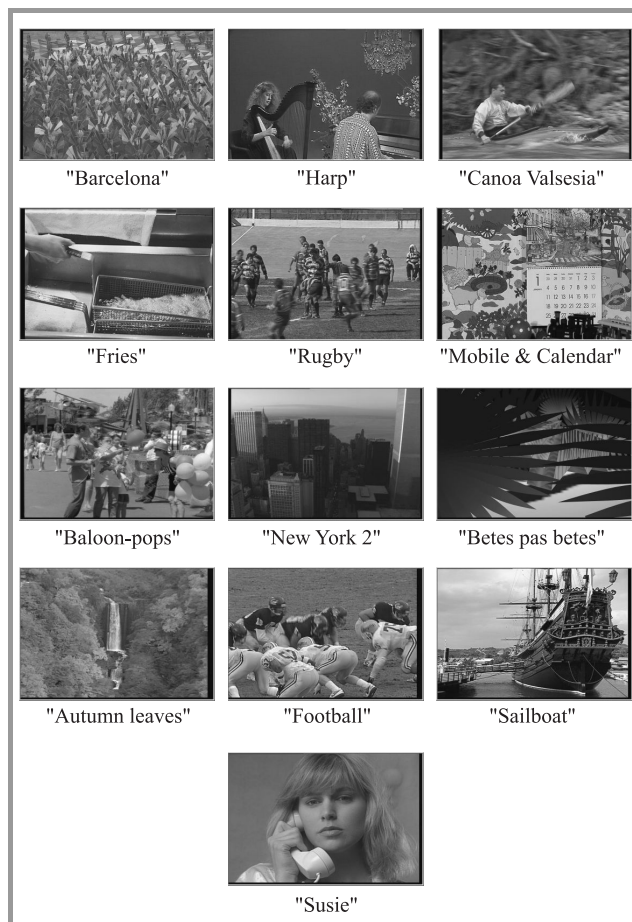 "Barcelona"
"Harp"
"Canoa Valsesia"
"Fries"
"Rugby"
"Mobile & Calendar"
"Baloon-pops"
"New York 2"
"Betes pas betes"
"Autumn leaves"
"Football"
"Sailboat"
"Susie"